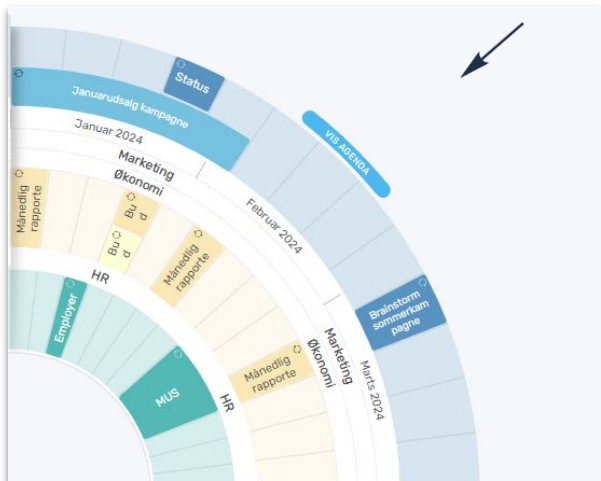 Status
Januarudsalg kampagne
VIS AGENDA
Januar 2024
Marketing
Økonomi
Februar 2024
Månedlig
rapporte
Bu
d
Bu
d
Månedlig
rapporte
HR
Employer
Brainstorm
sommerkam
pagne
Månedlig
rapporte
Økonomi
Marketing
Marts 2024
MUS
HR